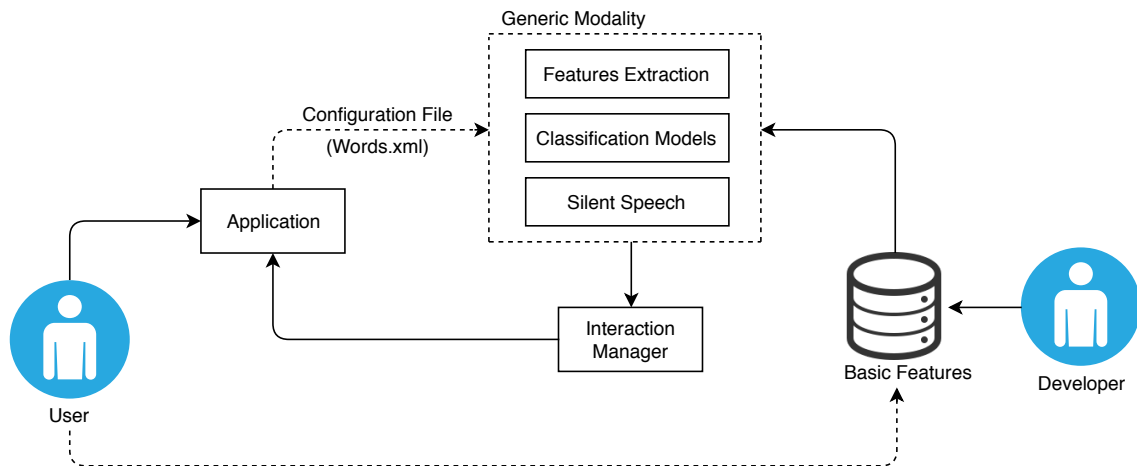 Generic Modality
Features Extraction
Configuration File
(Words.xml)
Classification Models
Silent Speech
Application
Interaction
Manager
Basic Features
Developer
User